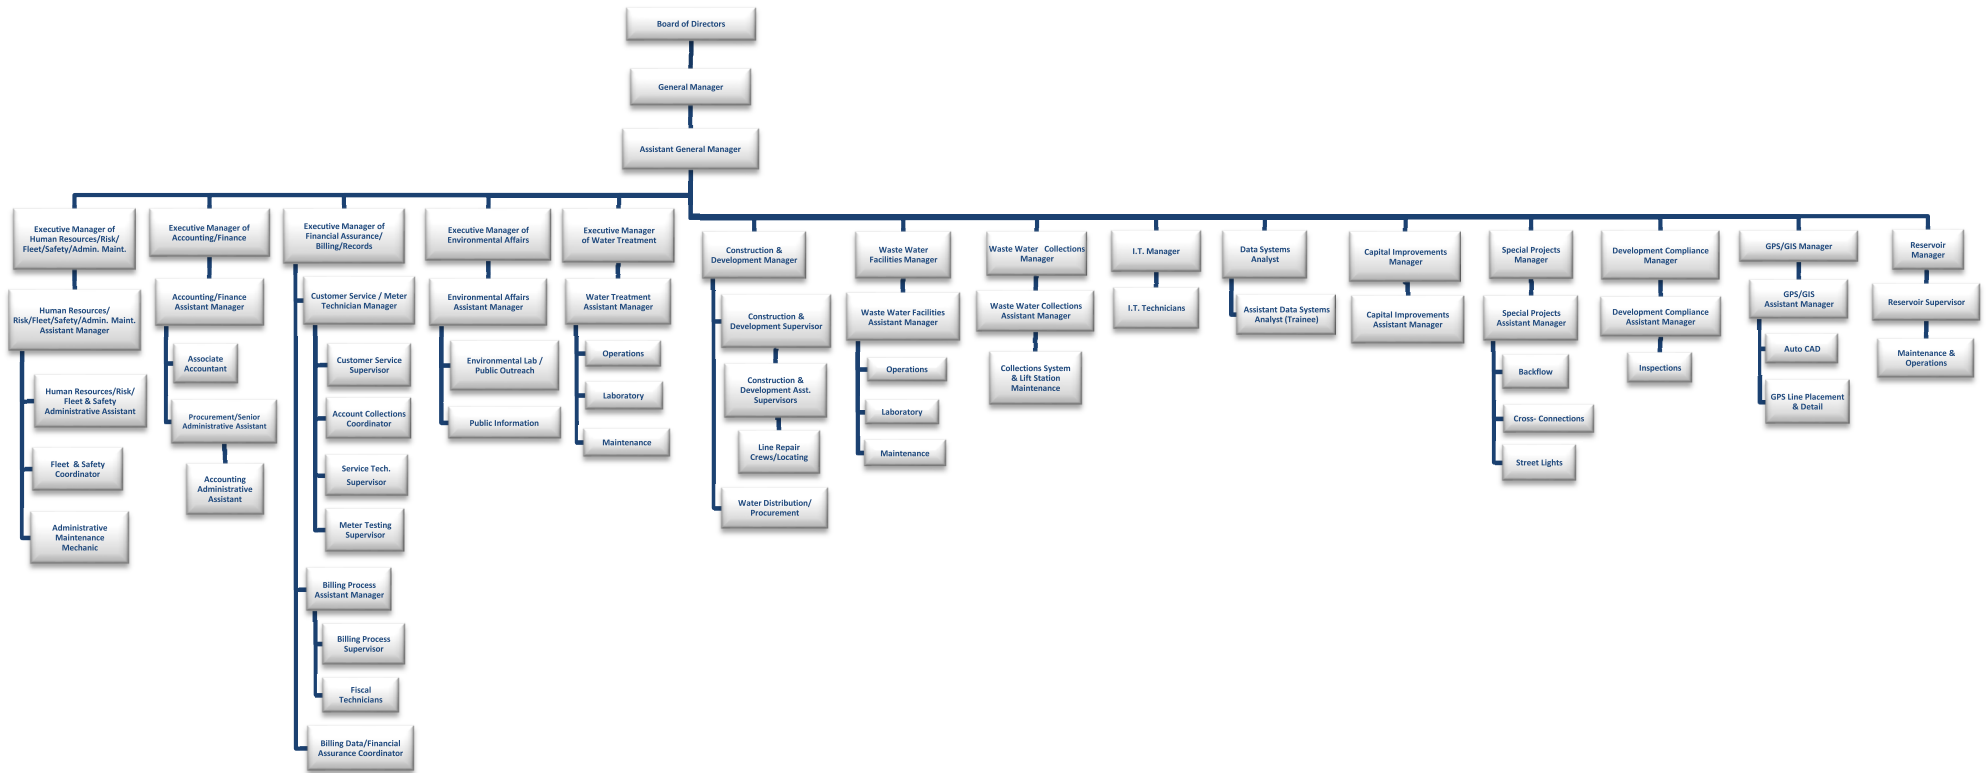 Board of Directors
General Manager
Assistant General Manager
Executive Manager of
Human Resources/Risk/
Fleet/Safety/Admin. Maint.
Human Resources/
Risk/Fleet/Safety/Admin. Maint.
Assistant Manager
Human Resources/Risk/
Fleet & Safety
Administrative Assistant
Fleet & Safety
Coordinator
Administrative
Maintenance
Mechanic
Executive Manager of
Accounting/Finance
Accounting/Finance
Assistant Manager
Associate
Accountant
Procurement/Senior
Administrative Assistant
Accounting
Administrative
Assistant
Executive Manager of
Financial Assurance/
Billing/Records
Customer Service / Meter
Technician Manager
Customer Service
Supervisor
Account Collections
Coordinator
Service Tech.
Supervisor
Meter Testing
Supervisor
Billing Process
Assistant Manager
Billing Process
Supervisor
Fiscal
Technicians
Billing Data/Financial
Assurance Coordinator
Executive Manager of
Environmental Affairs
Environmental Affairs
Assistant Manager
Environmental Lab /
Public Outreach
Public Information
Executive Manager
of Water Treatment
Water Treatment
Assistant Manager
Operations
Laboratory
Maintenance
Construction &
Development Manager
Construction &
Development Supervisor
Construction &
Development Asst.
Supervisors
Line Repair
Crews/Locating
Water Distribution/
Procurement
Waste Water
Facilities Manager
Waste Water Facilities
Assistant Manager
Operations
Laboratory
Maintenance
Waste Water Collections
Manager
Waste Water Collections
Assistant Manager
Collections System
& Lift Station
Maintenance
I.T. Manager
I.T. Technicians
Data Systems
Analyst
Assistant Data Systems
Analyst (Trainee)
Capital Improvements
Manager
Capital Improvements
Assistant Manager
Special Projects
Manager
Special Projects
Assistant Manager
Backflow
Cross- Connections
Street Lights
Development Compliance
Manager
Development Compliance
Assistant Manager
Inspections
GPS/GIS Manager
GPS/GIS
Assistant Manager
Auto CAD
GPS Line Placement
& Detail
Reservoir
Manager
Reservoir Supervisor
Maintenance &
Operations